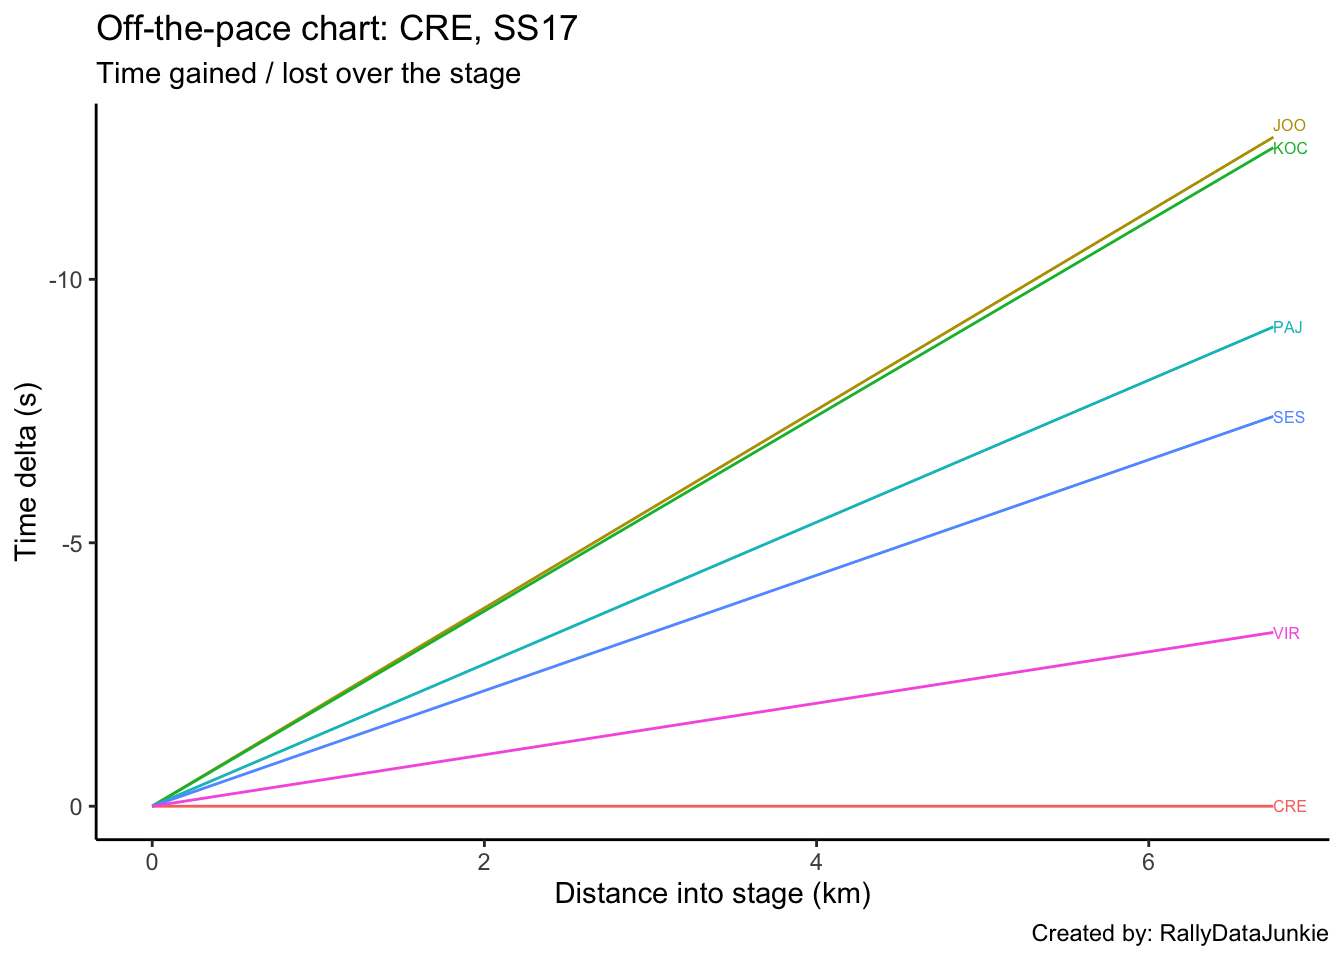 Off-the-pace chart: CRE, SS17
Time gained / lost over the stage
JOO
KOC
-10
PAJ
SES
Time delta (s)
-5
VIR
0
CRE
0 2 4 6
Distance into stage (km)
Created by: RallyDataJunkie